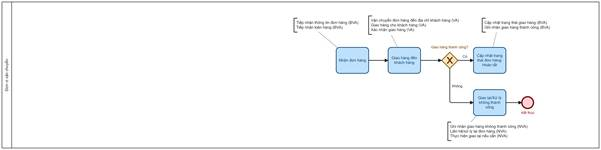 Đơn vị vận chuyển
Tiếp nhận thông tin đơn hàng (BVA)
Tiếp nhận kiện hàng (BVA)
Vận chuyển đơn hàng đến địa chỉ khách hàng (VA)
Giao hàng cho khách hàng (VA)
Xác nhận giao hàng (VA)
Cập nhật trạng thái giao hàng (BVA)
Ghi nhận giao hàng thành công (BVA)
Nhận đơn hàng
Giao hàng đến
khách hàng
Giao hàng thành công?
Có
Cập nhật trạng
thái đơn hàng
Hoàn tất
Không
Giao lại/Xử lý
không thành
công
Kết thúc
Ghi nhận giao hàng không thành công (NVA)
Liên hệ/xử lý lại đơn hàng (NVA)
Thực hiện giao lại nếu cần (NVA)